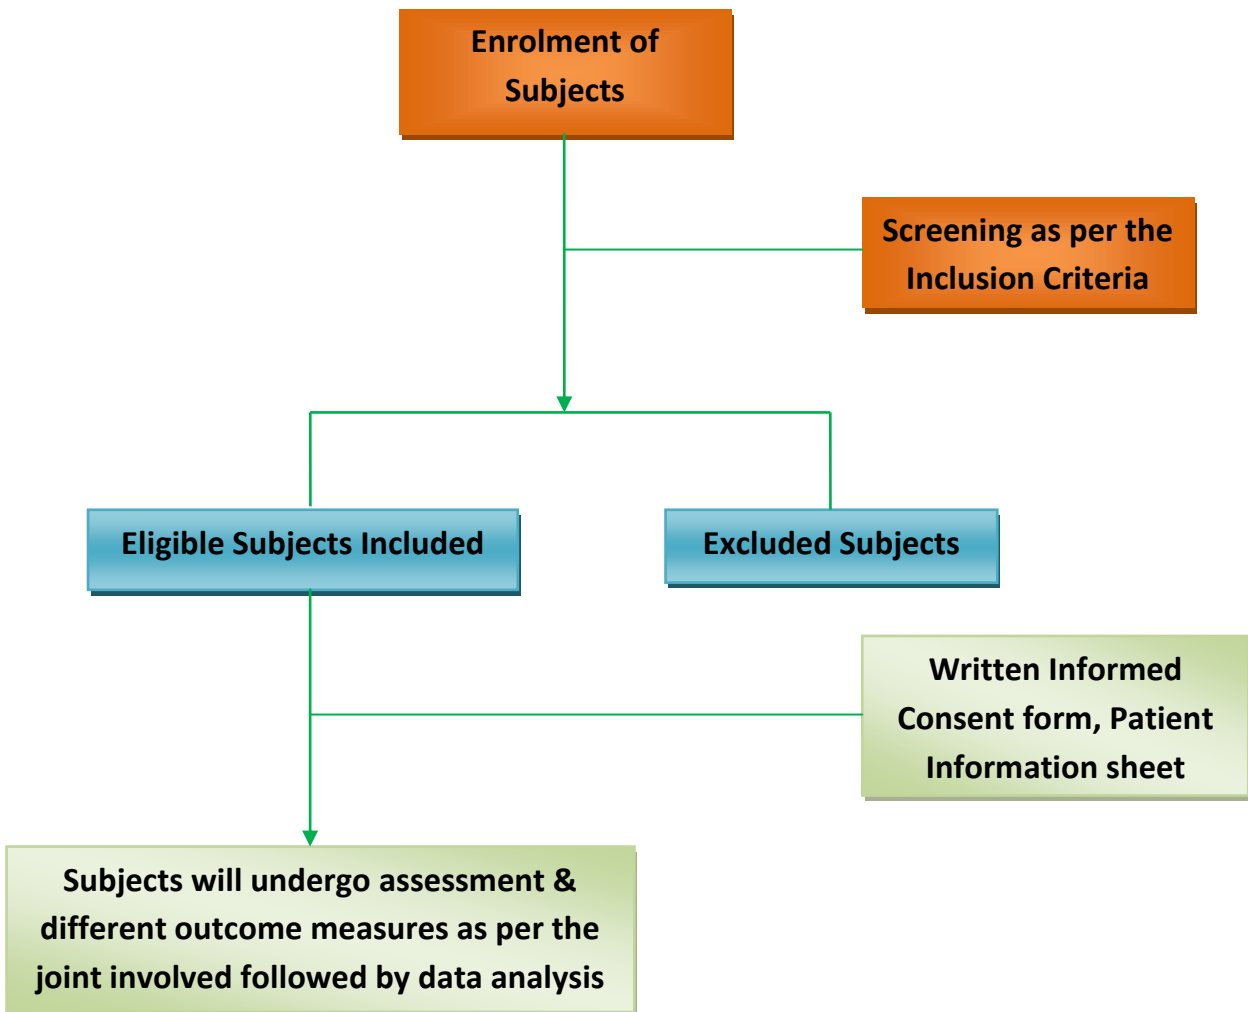 Enrolment of
Subjects
Screening as per the
Inclusion Criteria
Eligible Subjects Included
Excluded Subjects
Written Informed
Consent form, Patient
Information sheet
Subjects will undergo assessment &
different outcome measures as per the
joint involved followed by data analysis